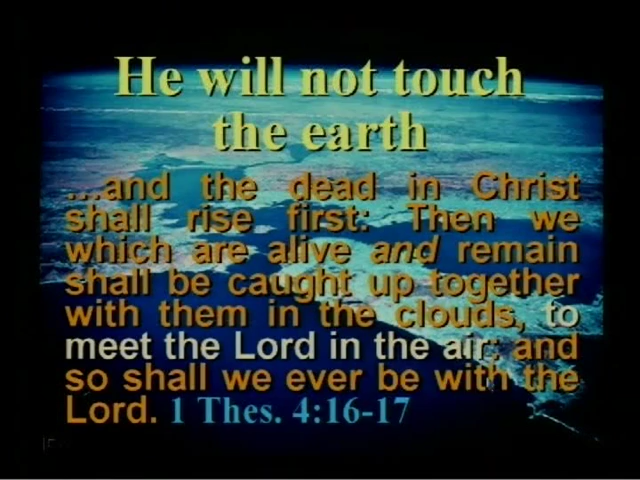 He will not touch
the earth
...and the dead in Christ
shall rise first: Then we
which are alive and remain
shall be caught up together
with them in the clouds, to
meet the Lord in the air: and
so shall we ever be with the
Lord. 1 Thes. 4:16-17